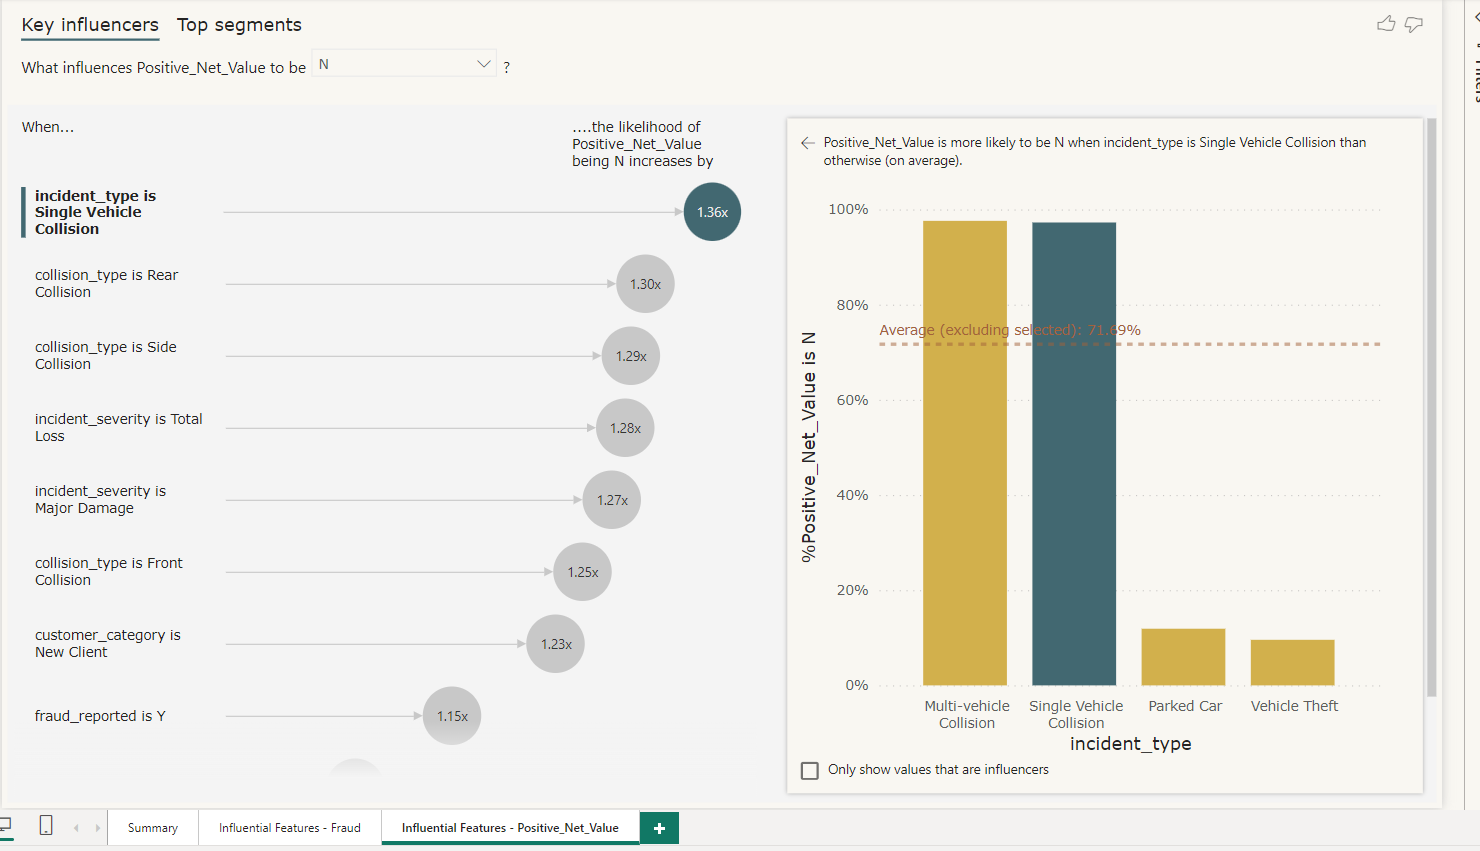 Key influencers Top segments
What influences Positive_Net_Value to be N ?
When...
....the likelihood of
Positive_Net_Value
being N increases by
incident_type is
Single Vehicle
Collision
1.36x
collision_type is Rear
Collision
1.30x
collision_type is Side
Collision
1.29x
incident_severity is Total
Loss
1.28x
incident_severity is
Major Damage
1.27x
collision_type is Front
Collision
1.25x
customer_category is
New Client
1.23x
fraud_reported is Y
1.15x
Positive_Net_Value is more likely to be N when incident_type is Single Vehicle Collision than
otherwise (on average).
%Positive_Net_Value is N
100%
80%
Average (excluding selected): 71.69%
60%
40%
20%
0%
Multi-vehicle
Collision
Single Vehicle
Collision
Parked Car
Vehicle Theft
incident_type
Only show values that are influencers
Summary
Influential Features - Fraud
Influential Features - Positive_Net_Value
+